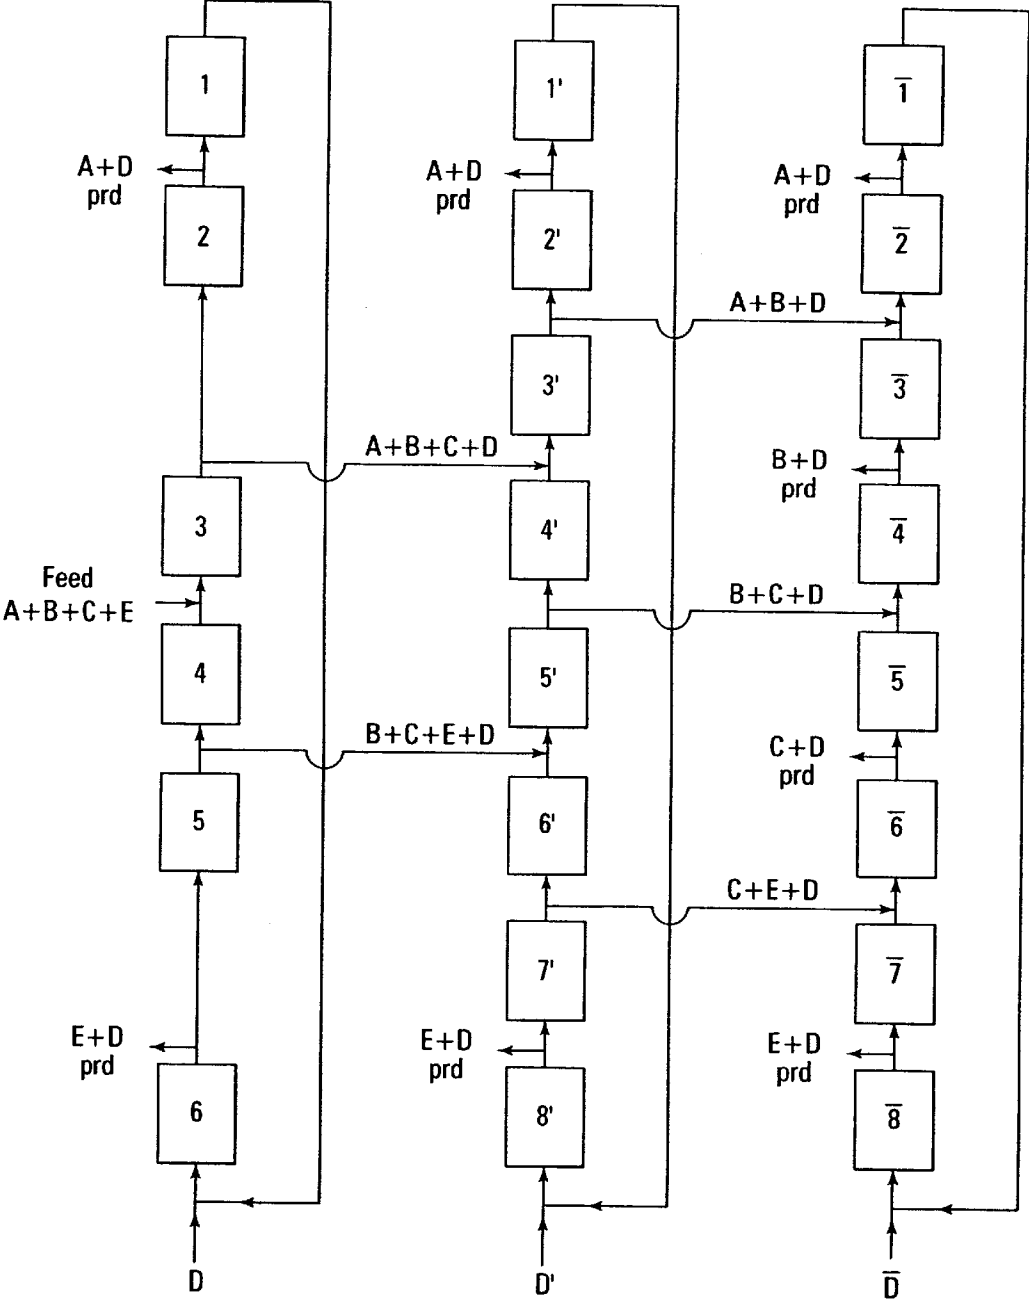 1
A+D
prd
2
A+B+C+D
3
Feed
A+B+C+E
4
B+C+E+D
5
E+D
prd
6
D
1'
A+D
prd
2'
A+B+D
3'
4'
B+C+D
5'
6'
C+E+D
7'
E+D
prd
8'
D'
1̅
A+D
prd
2̅
3̅
B+D
prd
4̅
5̅
C+D
prd
6̅
7̅
E+D
prd
8̅
D̅